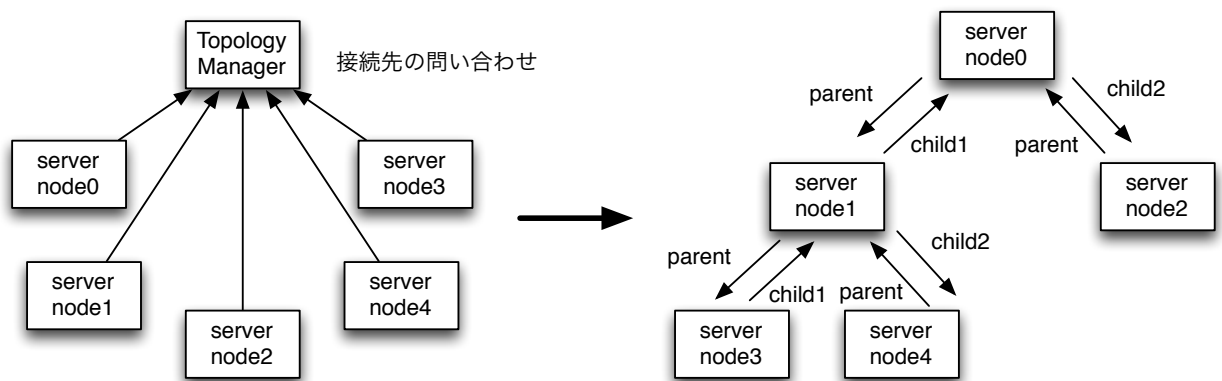 Topology
Manager
接続先の問い合わせ
server
node0
server
node3
server
node1
server
node4
server
node2
server
node0
parent
child2
child1
parent
server
node1
server
node2
parent
child2
child1
parent
server
node3
server
node4